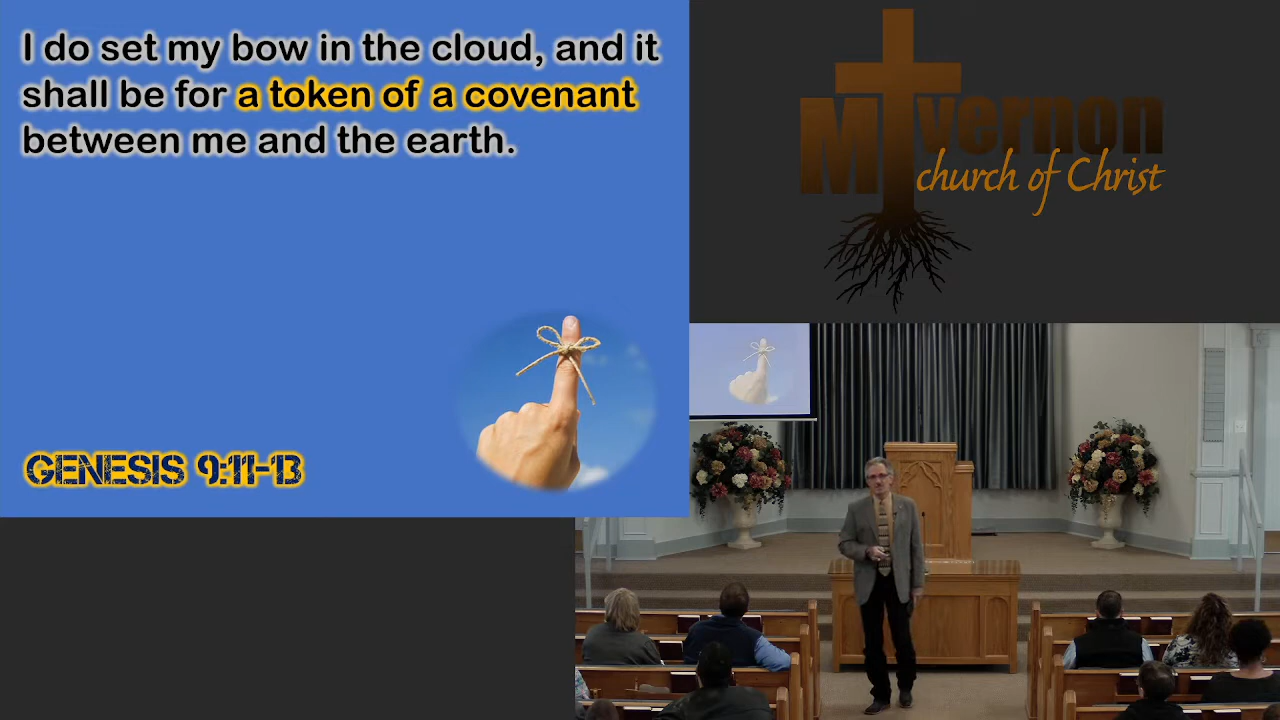 I do set my bow in the cloud, and it
shall be for a token of a covenant
between me and the earth.
GENESIS 9:11-13
MT vernon
church of Christ